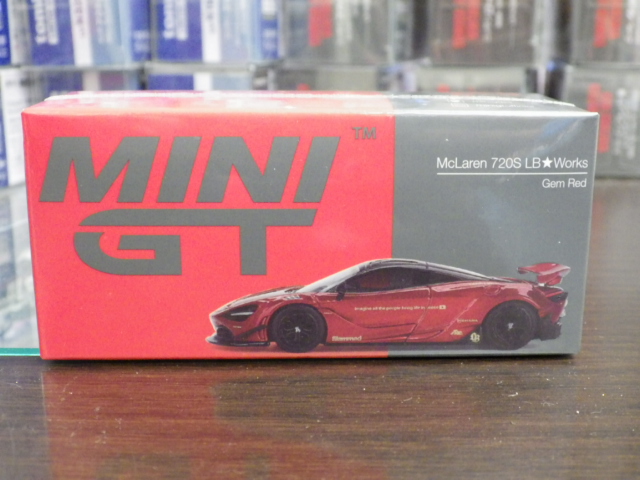 MINI
GT
TM
McLaren 720S LB★Works
Gem Red